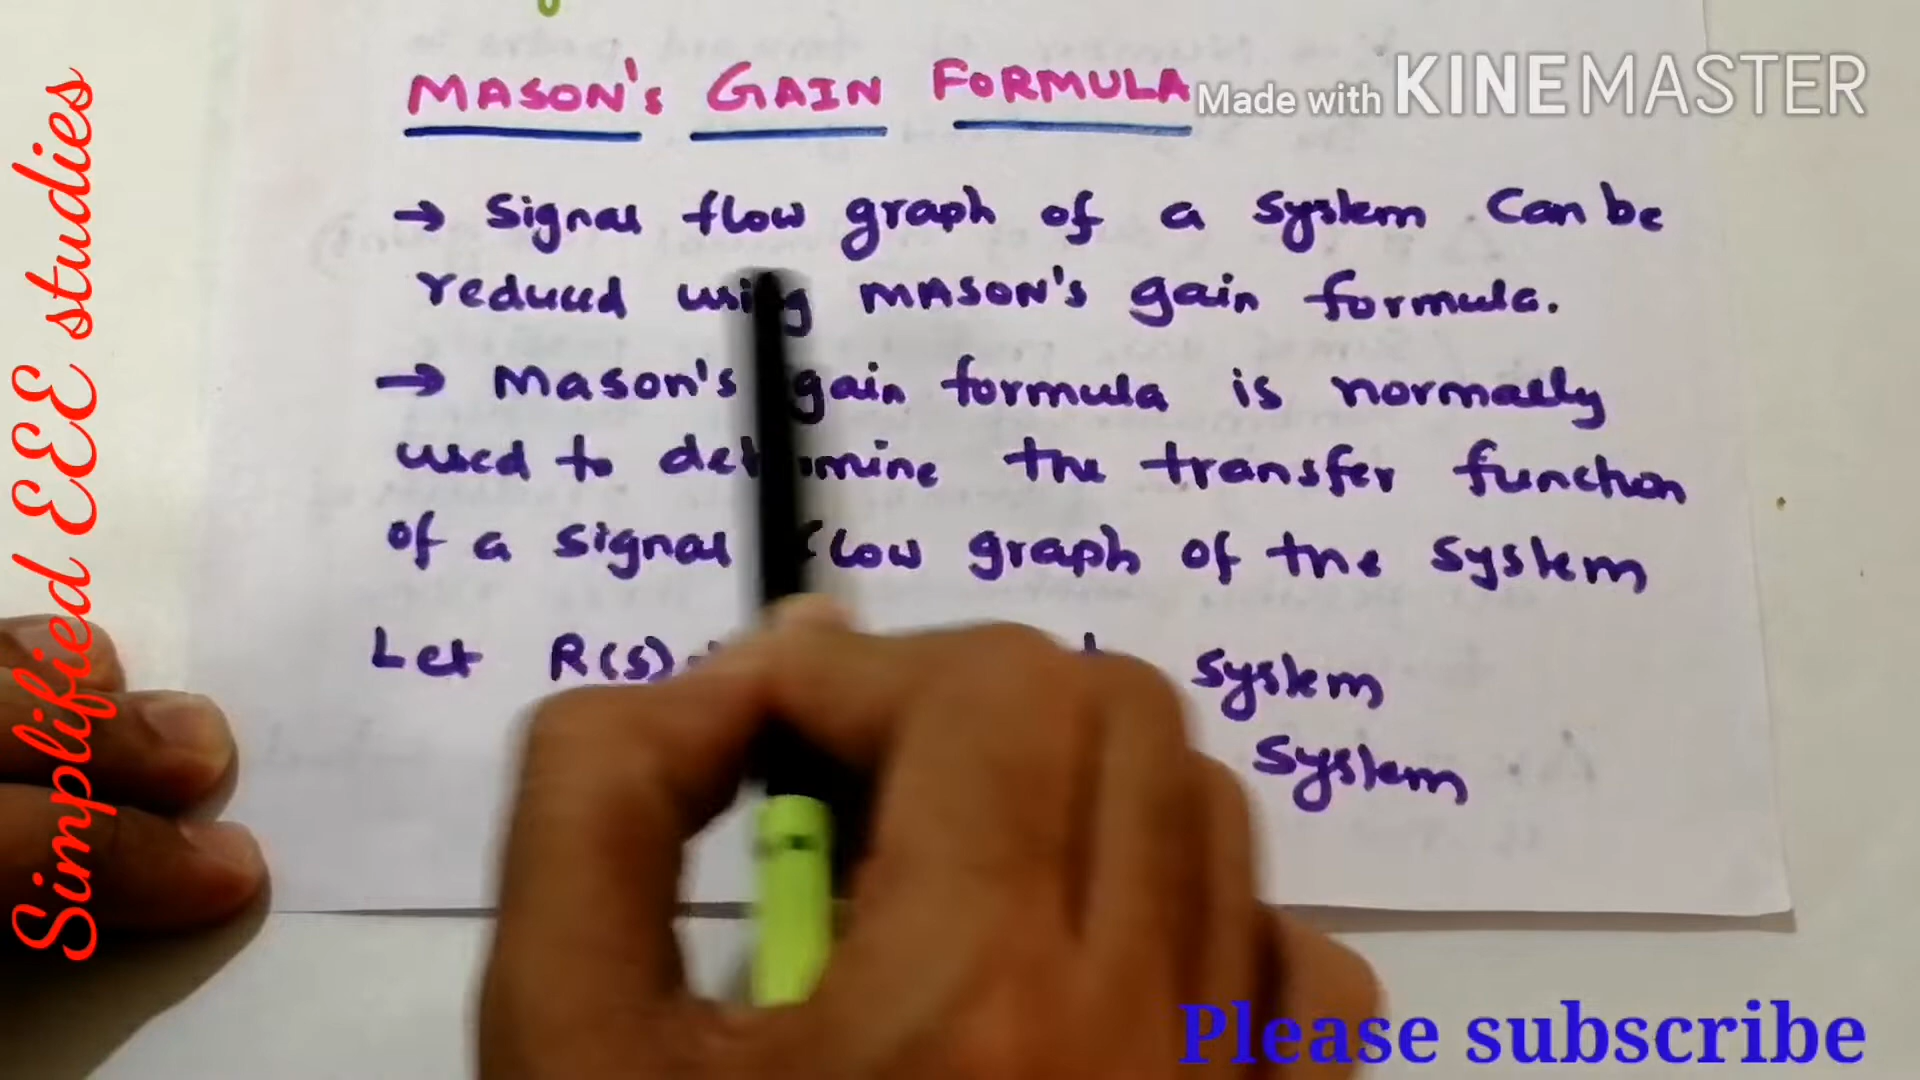 MASON's GAIN FORMULA
Made with KINEMASTER
→ Signal flow graph of a system can be
reduced using MASON's gain formula.
→ Mason's gain formula is normally
used to determine the transfer function
of a signal flow graph of the system
Let R(s) system
system
Simplified EEE studies
Please subscribe